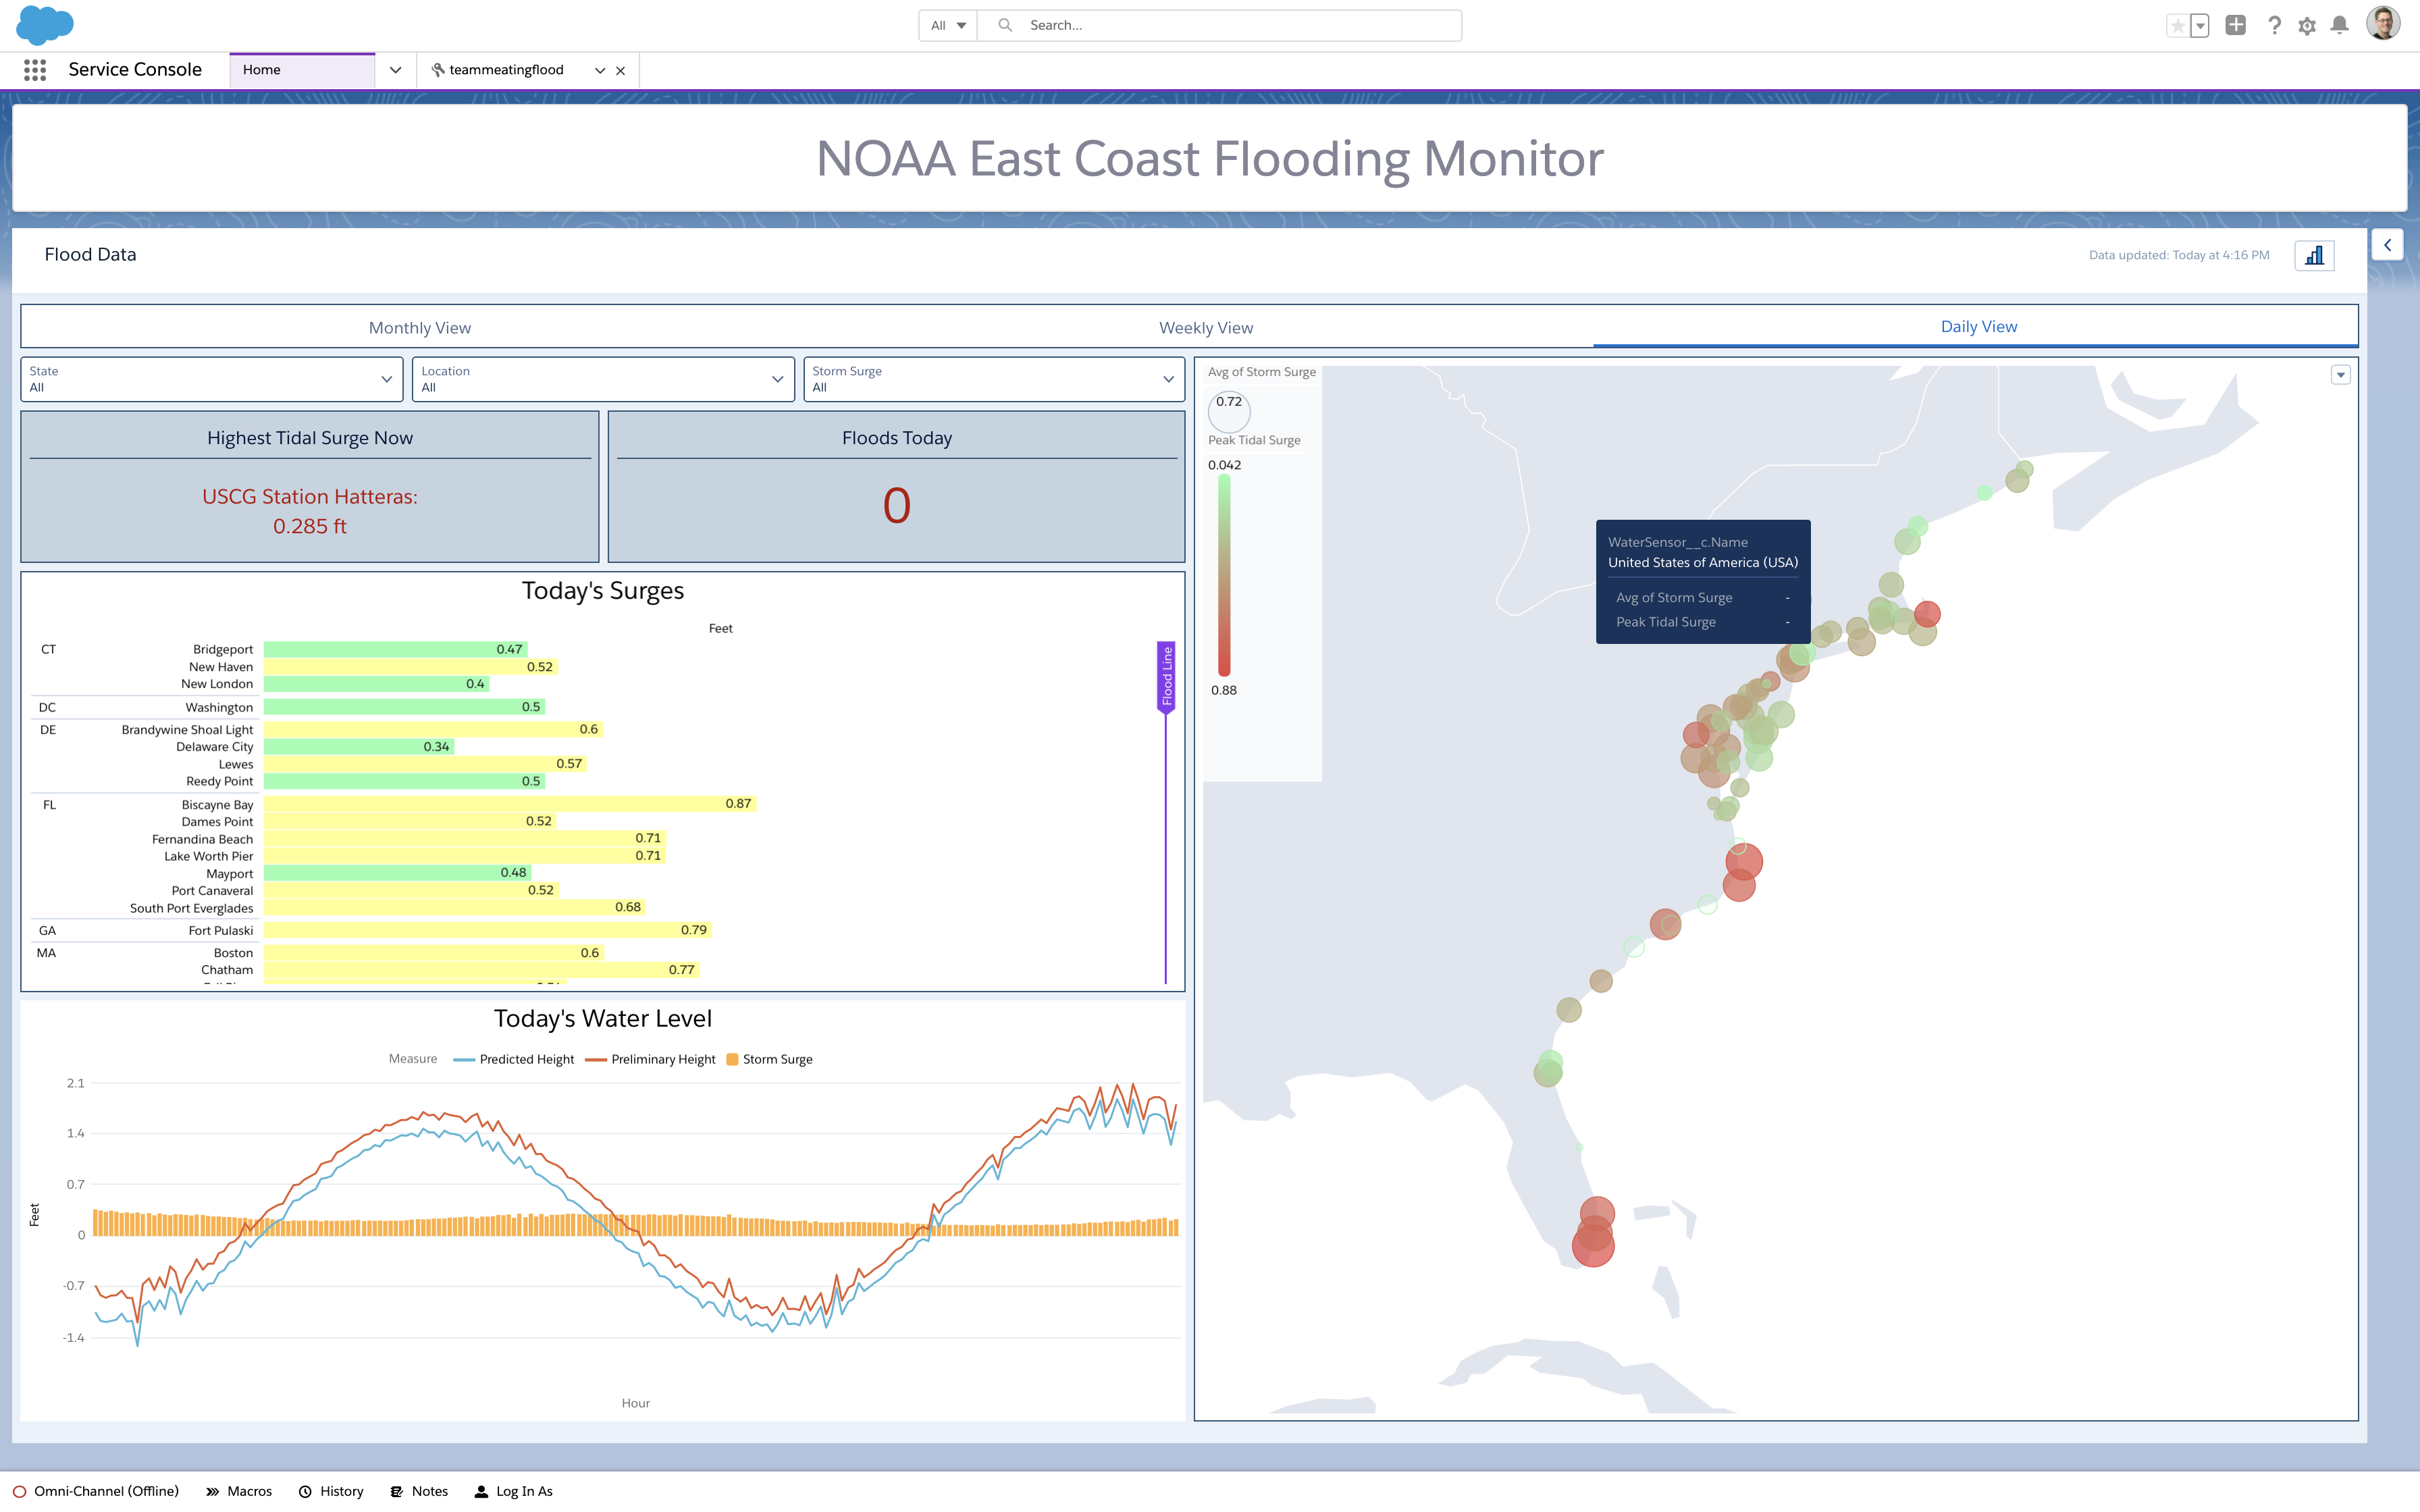 All
Search...
Service Console
Home
teammeatingflood
NOAA East Coast Flooding Monitor
Flood Data
Data updated: Today at 4:16 PM
Monthly View
Weekly View
Daily View
State
All
Location
All
Storm Surge
All
Highest Tidal Surge Now
USCG Station Hatteras:
0.285 ft
Floods Today
0
Today's Surges
Feet
Flood Line
CT Bridgeport 0.47
New Haven 0.52
New London 0.4
DC Washington 0.5
DE Brandywine Shoal Light 0.6
Delaware City 0.34
Lewes 0.57
Reedy Point 0.5
FL Biscayne Bay 0.87
Dames Point 0.52
Fernandina Beach 0.71
Lake Worth Pier 0.71
Mayport 0.48
Port Canaveral 0.52
South Port Everglades 0.68
GA Fort Pulaski 0.79
MA Boston 0.6
Chatham 0.77
Today's Water Level
Measure Predicted Height Preliminary Height Storm Surge
2.1
1.4
0.7
0
-0.7
-1.4
Feet
Hour
Avg of Storm Surge
0.72
Peak Tidal Surge
0.042
0.88
WaterSensor__c.Name
United States of America (USA)
Avg of Storm Surge -
Peak Tidal Surge -
Omni-Channel (Offline)
Macros
History
Notes
Log In As